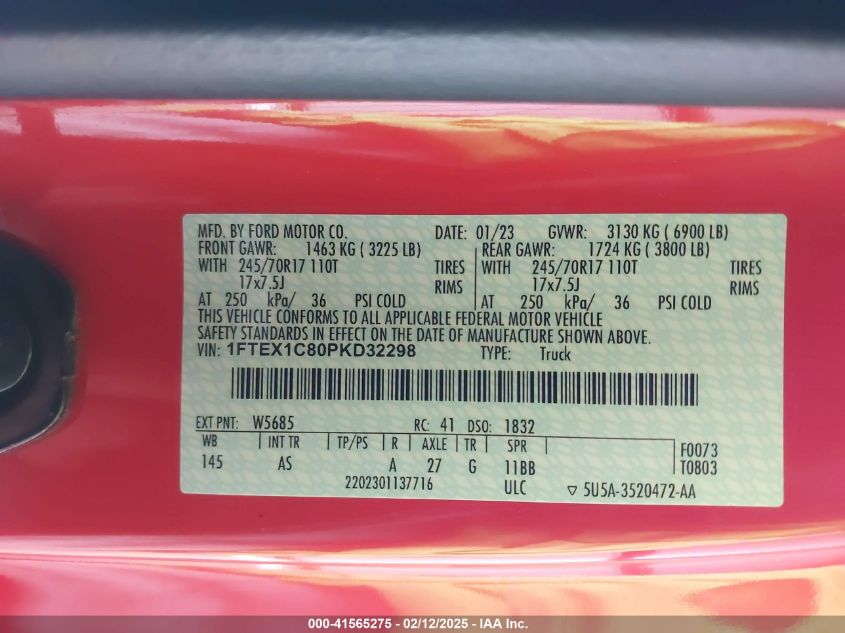 MFD. BY FORD MOTOR CO. DATE: 01/23 GVWR: 3130 KG ( 6900 LB)
FRONT GAWR: 1463 KG ( 3225 LB) REAR GAWR: 1724 KG ( 3800 LB)
WITH 245/70R17 110T TIRES WITH 245/70R17 110T TIRES
17x7.5J RIMS 17x7.5J RIMS
AT 250 kPa/ 36 PSI COLD AT 250 kPa/ 36 PSI COLD
THIS VEHICLE CONFORMS TO ALL APPLICABLE FEDERAL MOTOR VEHICLE
SAFETY STANDARDS IN EFFECT ON THE DATE OF MANUFACTURE SHOWN ABOVE.
VIN: 1FTEX1C80PKD32298 TYPE: Truck
EXT PNT: W5685 RC: 41 DSO: 1832
WB INT TR TP/PS R AXLE TR SPR F0073
145 AS A 27 G 11BB T0803
2202301137716 ULC ▽ 5U5A-3520472-AA
000-41565275 - 02/12/2025 - IAA Inc.